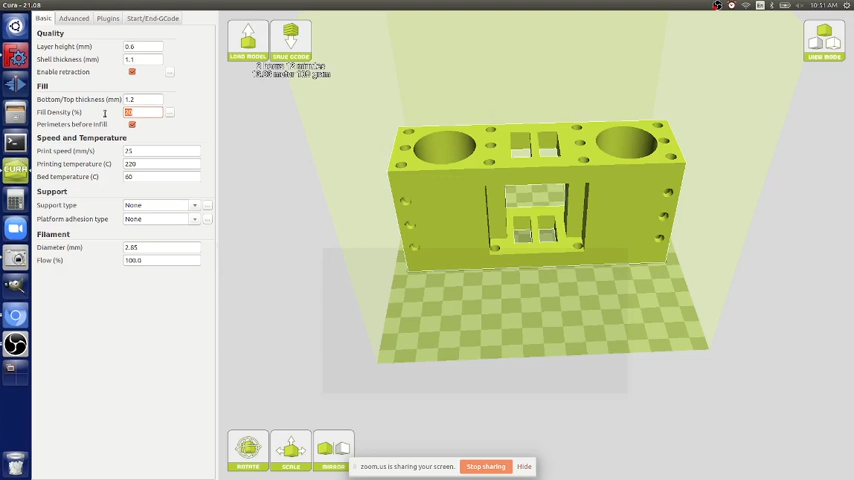 Cura - 21.08
En
10:51 AM
Basic Advanced Plugins Start/End-GCode
Quality
Layer height (mm) 0.6
Shell thickness (mm) 1.1
Enable retraction ...
Fill
Bottom/Top thickness (mm) 1.2
Fill Density (%) 20 ...
Perimeters before Infill
Speed and Temperature
Print speed (mm/s) 25
Printing temperature (C) 220
Bed temperature (C) 60
Support
Support type None ...
Platform adhesion type None ...
Filament
Diameter (mm) 2.85
Flow (%) 100.0
LOAD MODEL
SAVE GCODE
VIEW MODE
CURA
ROTATE
SCALE
MIRROR
zoom.us is sharing your screen. Stop sharing Hide